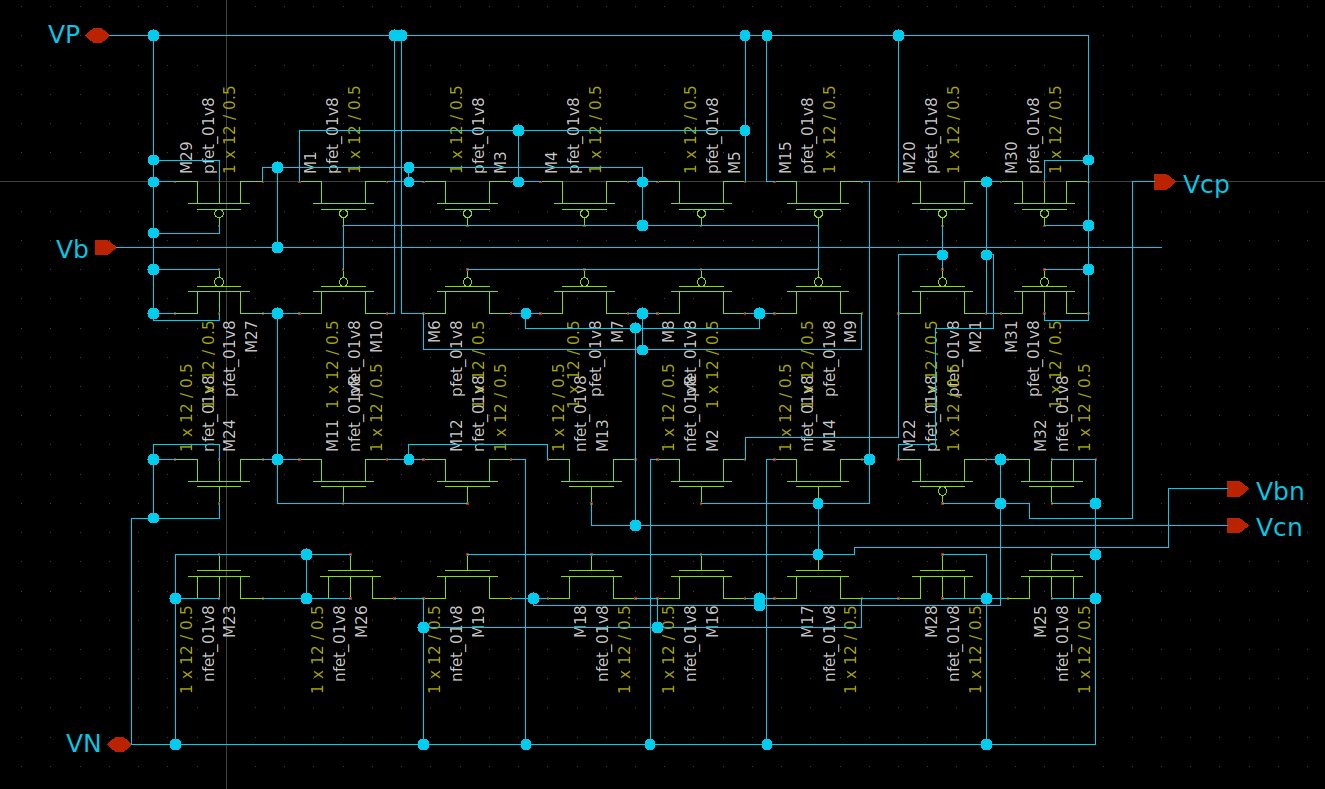 VP
M29
pfet_01v8
1 x 12 / 0.5
M1
pfet_01v8
1 x 12 / 0.5
1 x 12 / 0.5
pfet_01v8
M3
M4
pfet_01v8
1 x 12 / 0.5
1 x 12 / 0.5
pfet_01v8
M5
M15
pfet_01v8
1 x 12 / 0.5
M20
pfet_01v8
1 x 12 / 0.5
M30
pfet_01v8
1 x 12 / 0.5
Vcp
Vb
1 x 12 / 0.5
pfet_01v8
M27
1 x 12 / 0.5
pfet_01v8
M10
M6
pfet_01v8
1 x 12 / 0.5
1 x 12 / 0.5
pfet_01v8
M7
M8
pfet_01v8
1 x 12 / 0.5
1 x 12 / 0.5
pfet_01v8
M9
1 x 12 / 0.5
pfet_01v8
M21
M31
pfet_01v8
1 x 12 / 0.5
1 x 12 / 0.5
nfet_01v8
M24
M11
nfet_01v8
1 x 12 / 0.5
M12
nfet_01v8
1 x 12 / 0.5
1 x 12 / 0.5
nfet_01v8
M13
nfet_01v8
M2
1 x 12 / 0.5
1 x 12 / 0.5
nfet_01v8
M14
M22
pfet_01v8
1 x 12 / 0.5
M32
nfet_01v8
1 x 12 / 0.5
Vbn
Vcn
1 x 12 / 0.5
nfet_01v8
M23
1 x 12 / 0.5
nfet_01v8
M26
1 x 12 / 0.5
nfet_01v8
M19
M18
nfet_01v8
1 x 12 / 0.5
1 x 12 / 0.5
nfet_01v8
M16
M17
nfet_01v8
1 x 12 / 0.5
M28
nfet_01v8
1 x 12 / 0.5
M25
nfet_01v8
1 x 12 / 0.5
VN